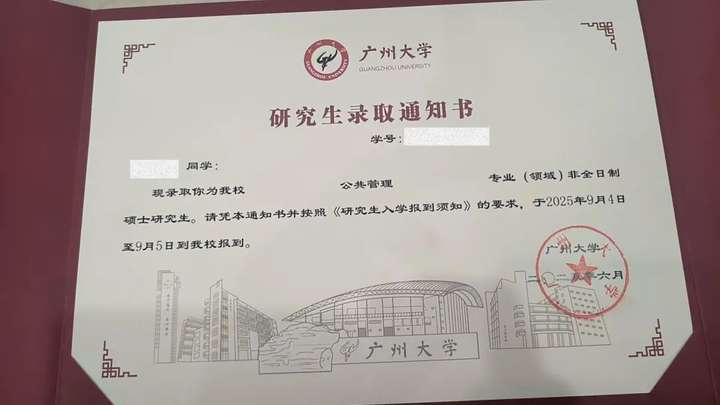 广州大学
GUANGZHOU UNIVERSITY
研究生录取通知书
学号：
同学：
现录取你为我校 公共管理 专业（领域）非全日制
硕士研究生。请凭本通知书并按照《研究生入学报到须知》的要求，于2025年9月4日
至9月5日到我校报到。
广州大学
二〇二五年六月
广州大学